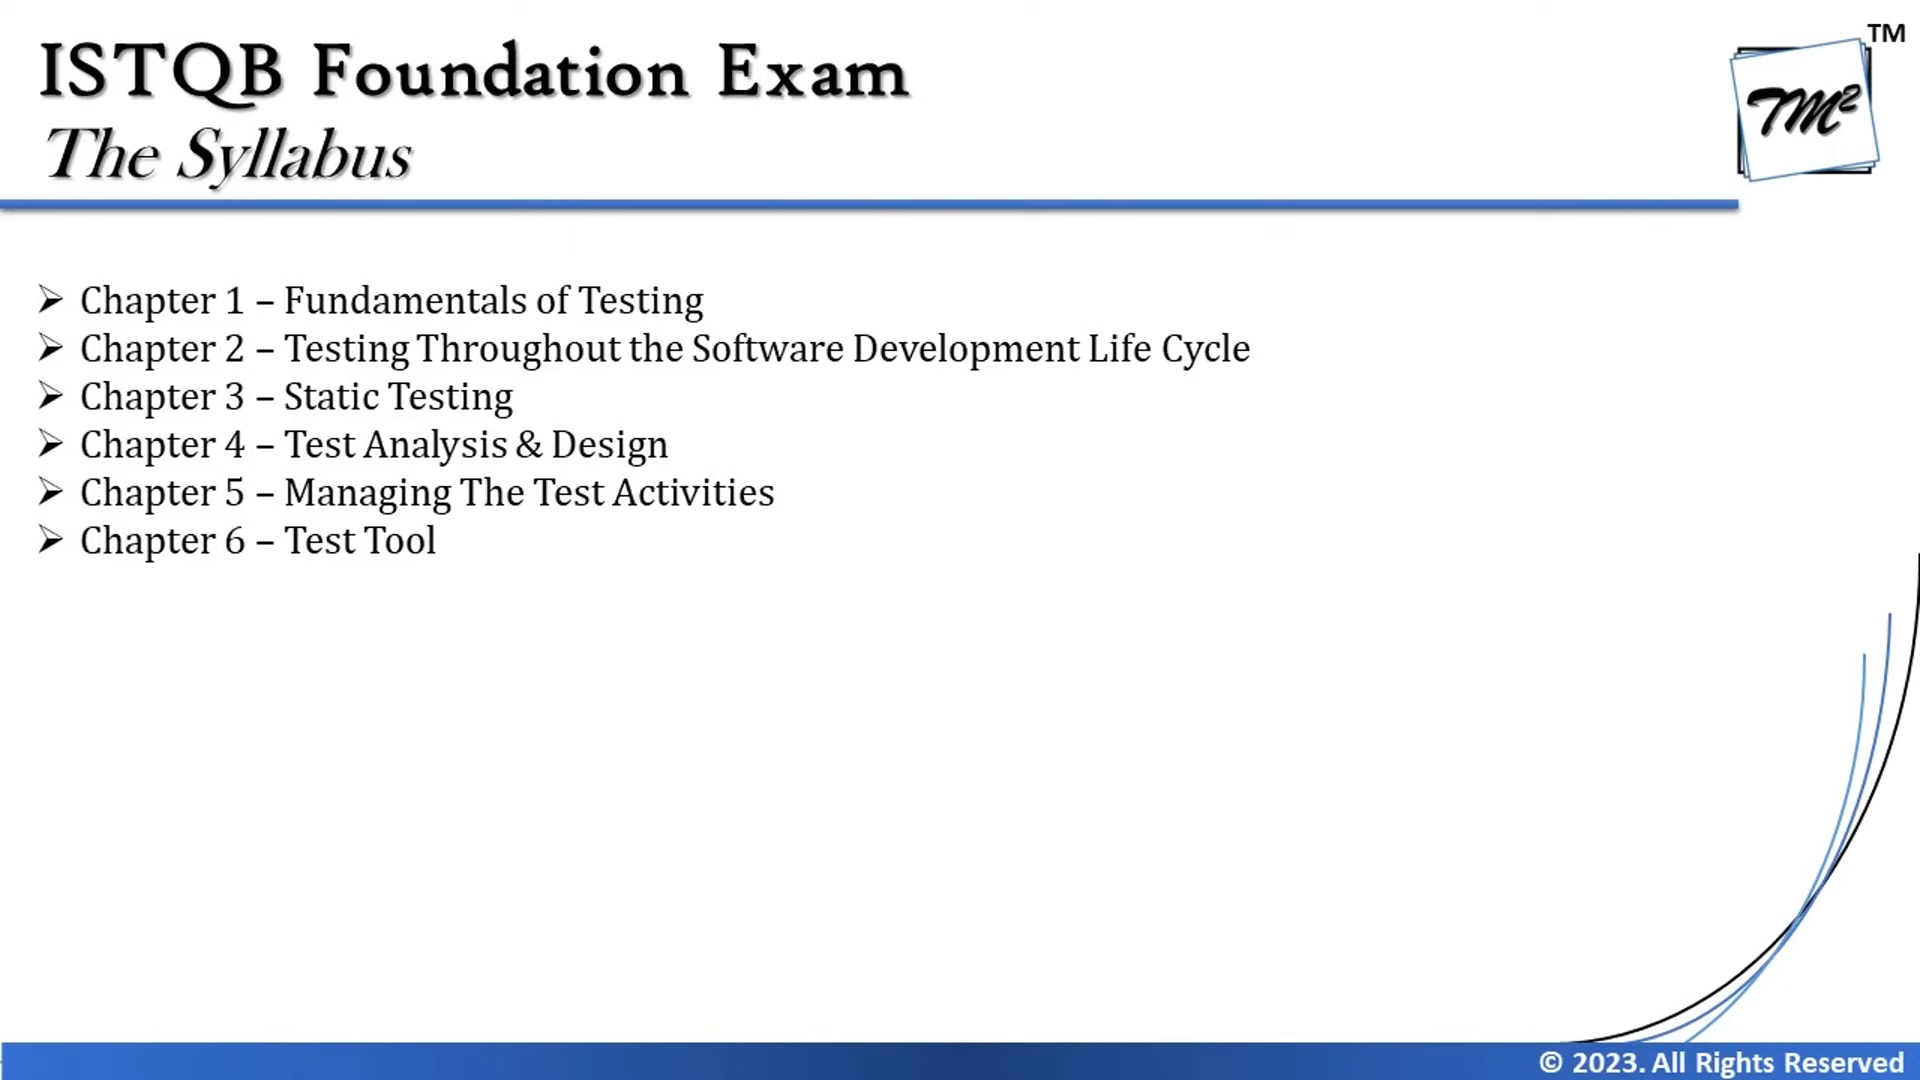 ISTQB Foundation Exam
The Syllabus
TM
TM²
➢ Chapter 1 – Fundamentals of Testing
➢ Chapter 2 – Testing Throughout the Software Development Life Cycle
➢ Chapter 3 – Static Testing
➢ Chapter 4 – Test Analysis & Design
➢ Chapter 5 – Managing The Test Activities
➢ Chapter 6 – Test Tool
© 2023. All Rights Reserved